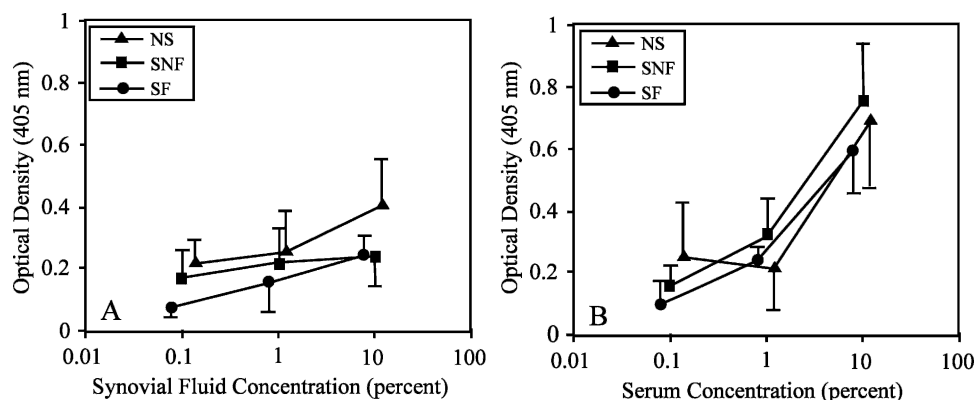 1
0.8
0.6
0.4
0.2
0
Optical Density (405 nm)
NS
SNF
SF
A
0.01 0.1 1 10 100
Synovial Fluid Concentration (percent)
1
0.8
0.6
0.4
0.2
0
Optical Density (405 nm)
NS
SNF
SF
B
0.01 0.1 1 10 100
Serum Concentration (percent)